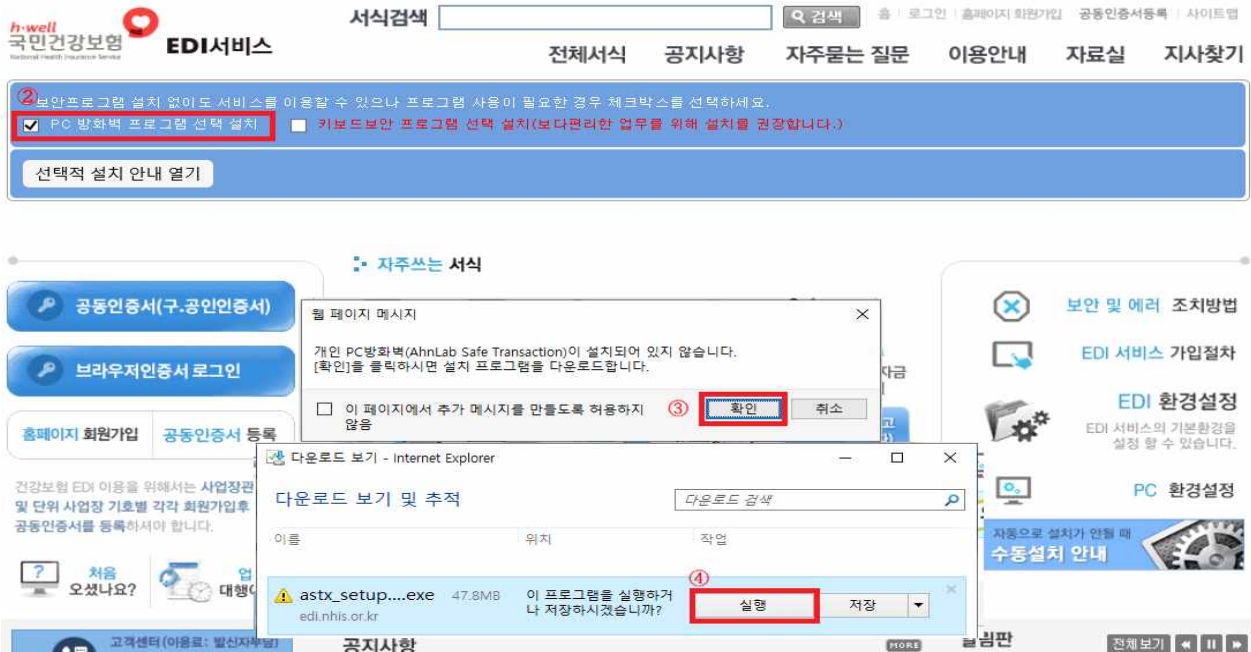 서식검색
검색
홈 로그인 홈페이지 회원가입 공동인증서등록 사이트맵
h·well
국민건강보험
National Health Insurance Service
EDI서비스
전체서식 공지사항 자주묻는 질문 이용안내 자료실 지사찾기
② 보안프로그램 설치 없이도 서비스를 이용할 수 있으나 프로그램 사용이 필요한 경우 체크박스를 선택하세요.
PC 방화벽 프로그램 선택 설치 키보드보안 프로그램 선택 설치(보다편리한 업무를 위해 설치를 권장합니다.)
선택적 설치 안내 열기
자주쓰는 서식
공동인증서(구.공인인증서)
브라우저인증서 로그인
홈페이지 회원가입 공동인증서 등록
건강보험 EDI 이용을 위해서는 사업장관
및 단위 사업장 기호별 각각 회원가입후
공동인증서를 등록하셔야 합니다.
처음
오셨나요?
업
대행
고객센터(이용료: 발신자부담)
웹 페이지 메시지
개인 PC방화벽(AhnLab Safe Transaction)이 설치되어 있지 않습니다.
[확인]을 클릭하시면 설치 프로그램을 다운로드합니다.
이 페이지에서 추가 메시지를 만들도록 허용하지
않음
③ 확인 취소
자금
고
다운로드 보기 - Internet Explorer
다운로드 보기 및 추적
다운로드 검색
이름 위치 작업
astx_setup....exe 47.8MB
edi.nhis.or.kr
이 프로그램을 실행하거
나 저장하시겠습니까?
④ 실행 저장
보안 및 에러 조치방법
EDI 서비스 가입절차
EDI 환경설정
EDI 서비스의 기본환경을
설정 할 수 있습니다.
PC 환경설정
자동으로 설치가 안될 때
수동설치 안내
공지사항
MORE
알림판
전체보기